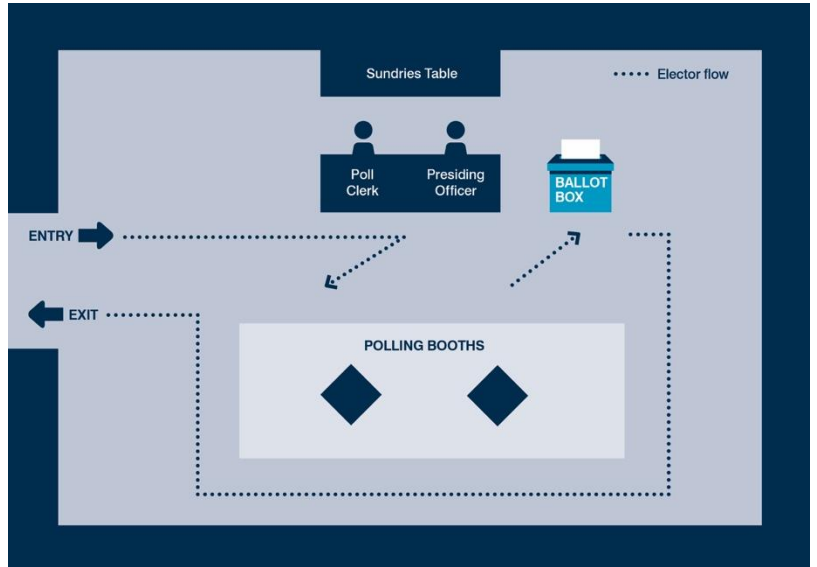 Sundries Table
Elector flow
Poll
Clerk
Presiding
Officer
BALLOT
BOX
ENTRY
EXIT
POLLING BOOTHS